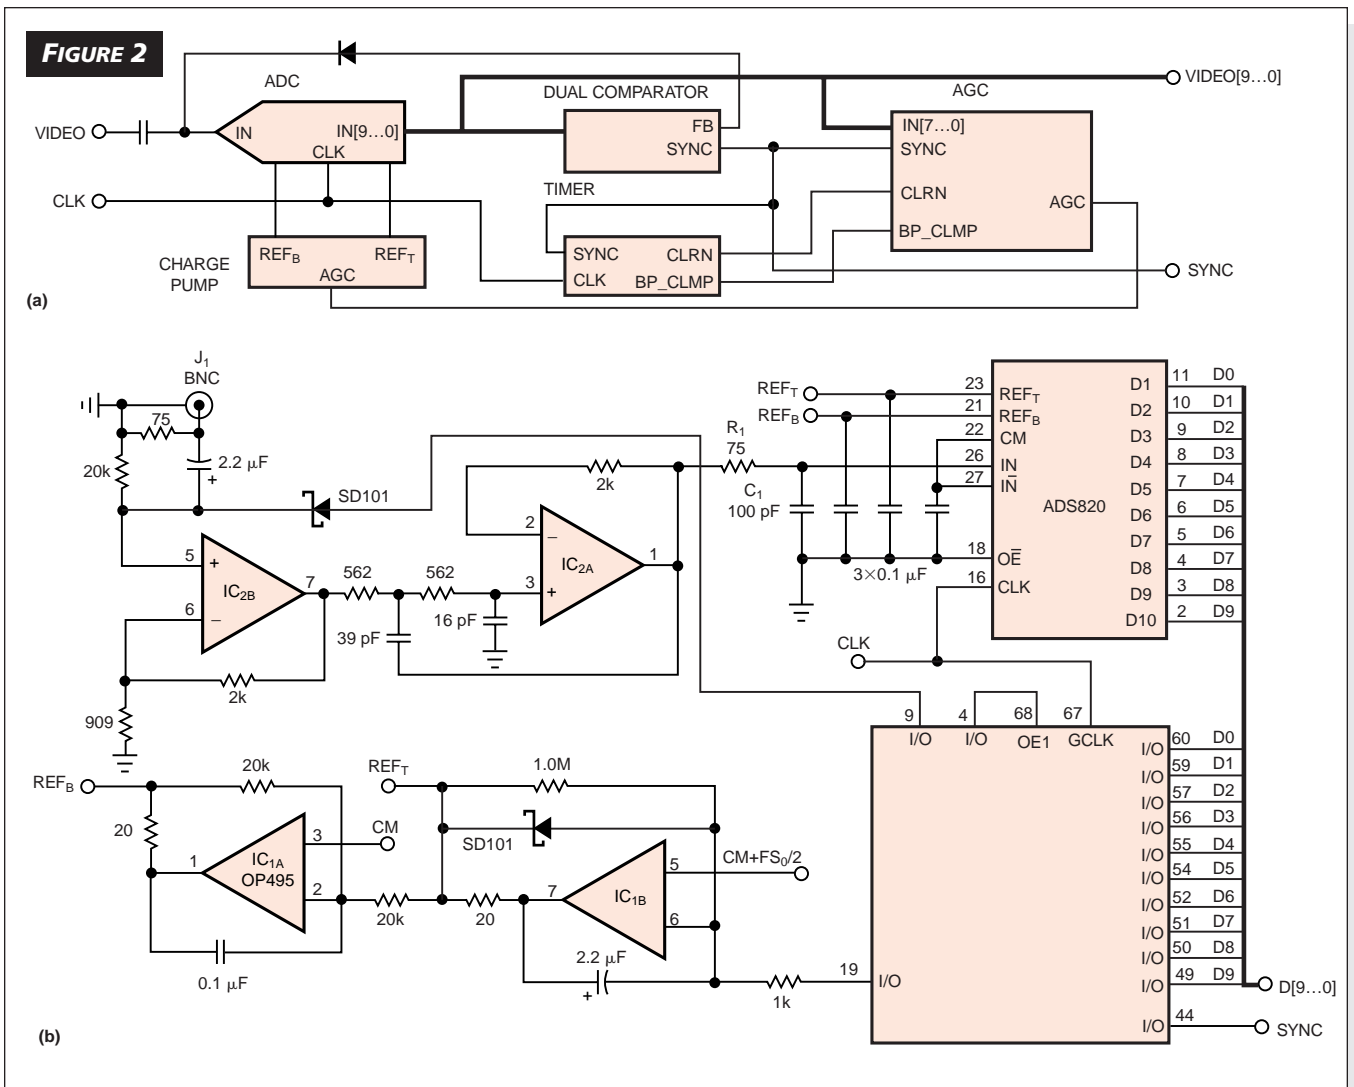 FIGURE 2
ADC
VIDEO
IN
IN[9...0]
CLK
CLK
CHARGE
PUMP
REFB
REFT
AGC
DUAL COMPARATOR
FB
SYNC
TIMER
SYNC
CLK
CLRN
BP_CLMP
AGC
IN[7...0]
SYNC
CLRN
BP_CLMP
AGC
VIDEO[9...0]
SYNC
(a)
J1
BNC
75
20k
2.2 μF
+
SD101
5
+
IC2B
7
6
–
2k
909
562
562
39 pF
16 pF
2k
2
–
IC2A
1
3
+
R1
75
C1
100 pF
REFT
REFB
3×0.1 μF
23
REFT
21
REFB
22
CM
26
IN
27
IN̅
18
OE̅
16
CLK
ADS820
D1
11
D0
D2
10
D1
D3
9
D2
D4
8
D3
D5
7
D4
D6
6
D5
D7
5
D6
D8
4
D7
D9
3
D8
D10
2
D9
CLK
9
I/O
4
I/O
68
OE1
67
GCLK
I/O
60
D0
I/O
59
D1
I/O
57
D2
I/O
56
D3
I/O
55
D4
I/O
54
D5
I/O
52
D6
I/O
51
D7
I/O
50
D8
I/O
49
D9
D[9...0]
I/O
44
SYNC
19
I/O
REFB
20k
20
1
IC1A
OP495
3
CM
2
0.1 μF
20k
REFT
1.0M
SD101
20
7
IC1B
5
CM+FS0/2
6
2.2 μF
+
1k
(b)